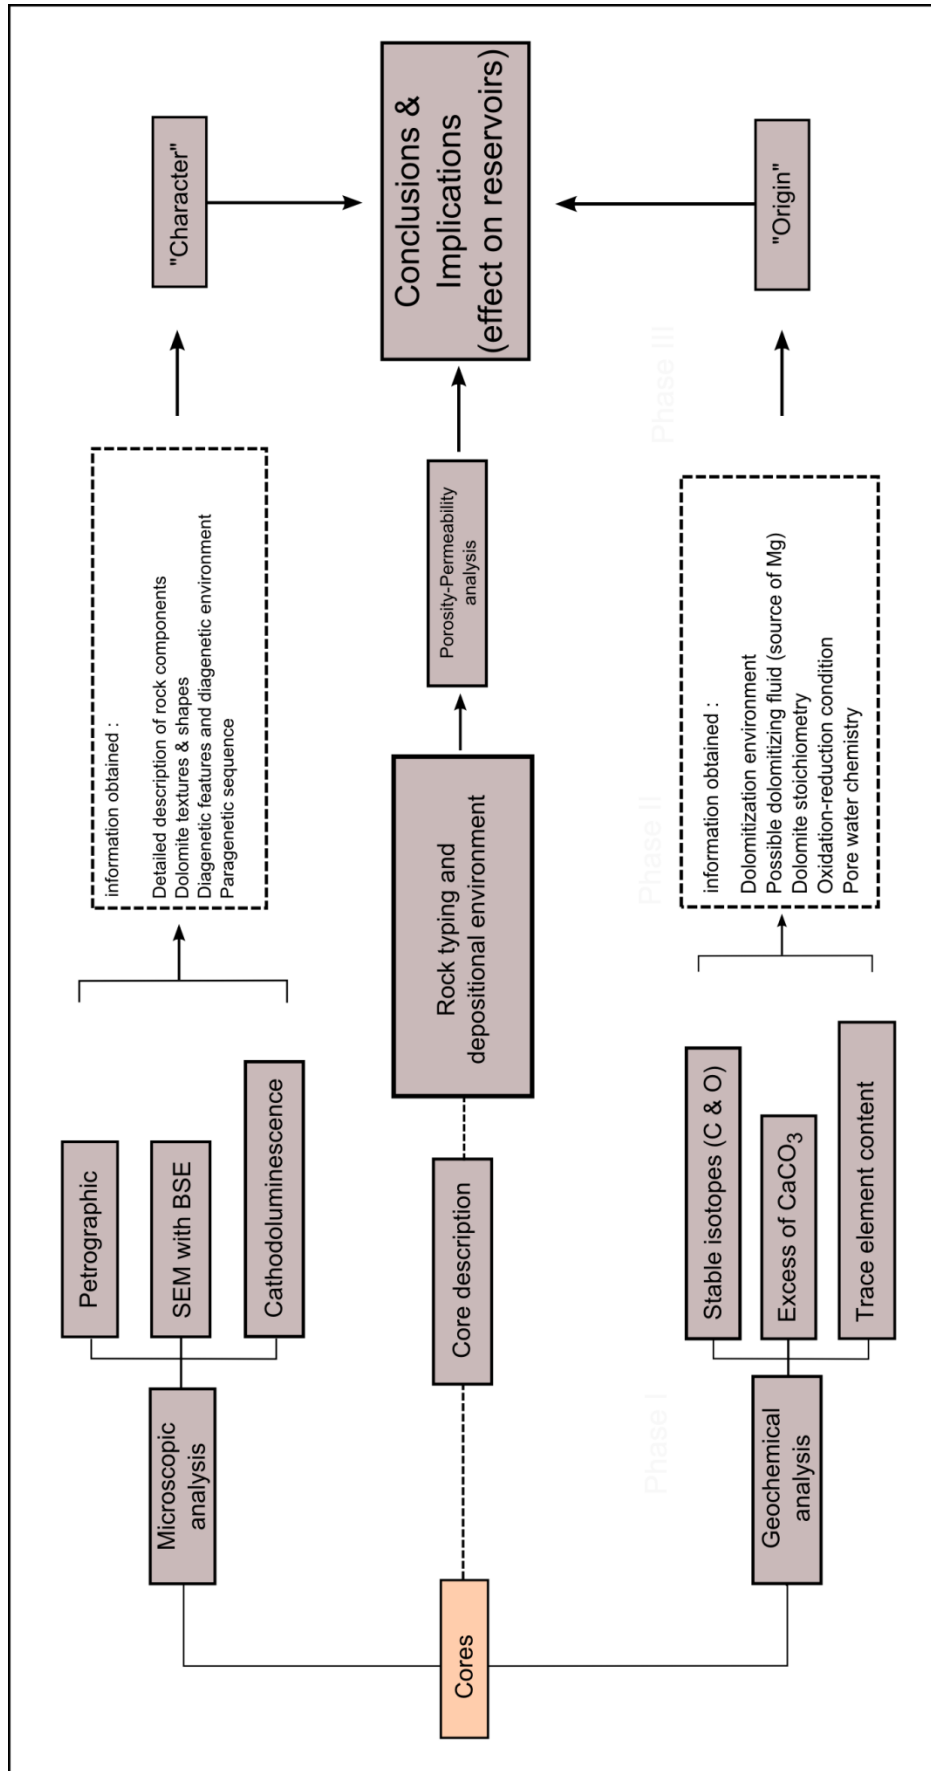 Cores
Microscopic
analysis
Petrographic
SEM with BSE
Cathodoluminescence
information obtained :
Detailed description of rock components
Dolomite textures & shapes
Diagenetic features and diagenetic environment
Paragenetic sequence
"Character"
Core description
Rock typing and
depositional environment
Porosity-Permeability
analysis
Conclusions &
Implications
(effect on reservoirs)
Phase I
Phase II
Phase III
Geochemical
analysis
Stable isotopes (C & O)
Excess of CaCO₃
Trace element content
information obtained :
Dolomitization environment
Possible dolomitizing fluid (source of Mg)
Dolomite stoichiometry
Oxidation-reduction condition
Pore water chemistry
"Origin"